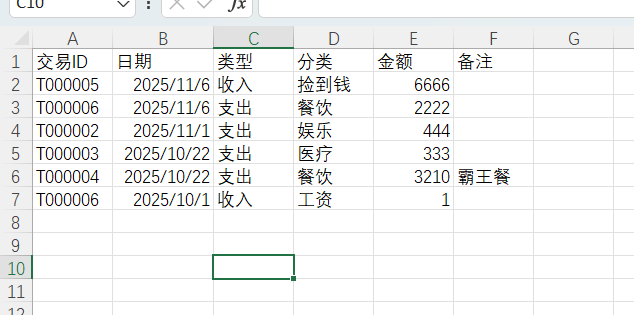 C10 fx
A B C D E F G
1 交易ID 日期 类型 分类 金额 备注
2 T000005 2025/11/6 收入 捡到钱 6666
3 T000006 2025/11/6 支出 餐饮 2222
4 T000002 2025/11/1 支出 娱乐 444
5 T000003 2025/10/22 支出 医疗 333
6 T000004 2025/10/22 支出 餐饮 3210 霸王餐
7 T000006 2025/10/1 收入 工资 1
8
9
10
11
12